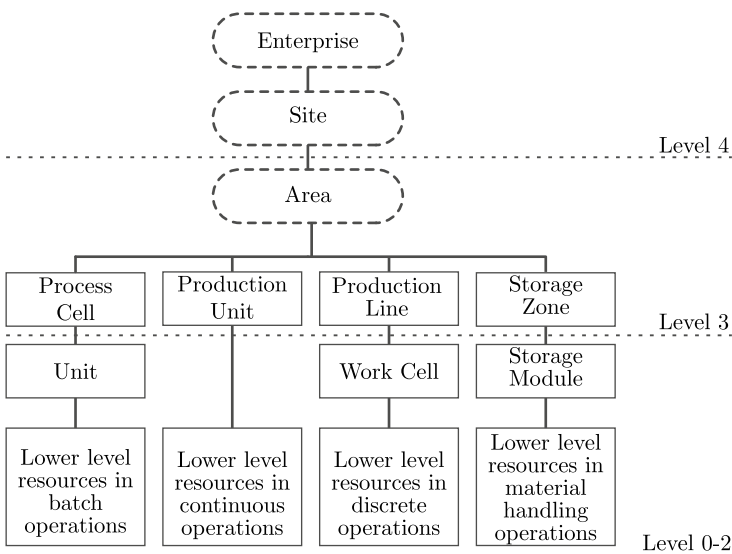 Enterprise
Site
Level 4
Area
Process
Cell
Production
Unit
Production
Line
Storage
Zone
Level 3
Unit
Work Cell
Storage
Module
Lower level
resources in
batch
operations
Lower level
resources in
continuous
operations
Lower level
resources in
discrete
operations
Lower level
resources in
material
handling
operations
Level 0-2